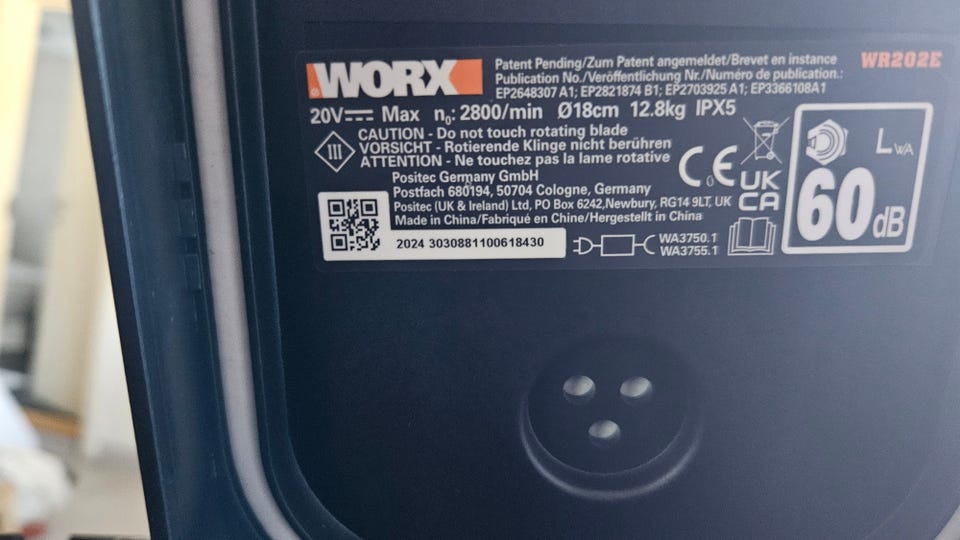 WORX
Patent Pending/Zum Patent angemeldet/Brevet en instance
WR202E
Publication No./Veröffentlichung Nr./Numéro de publication.:
EP2648307 A1; EP2821874 B1; EP2703925 A1; EP3366108A1
20V Max n₀: 2800/min Ø18cm 12.8kg IPX5
III
CAUTION - Do not touch rotating blade
VORSICHT - Rotierende Klinge nicht berühren
ATTENTION - Ne touchez pas la lame rotative
Positec Germany GmbH
Postfach 680194, 50704 Cologne, Germany
Positec (UK & Ireland) Ltd, PO Box 6242,Newbury, RG14 9LT, UK
Made in China/Fabriqué en China/Hergestellt in China
2024 3030881100618430
WA3750.1
WA3755.1
CE
UK
CA
LWA
60dB